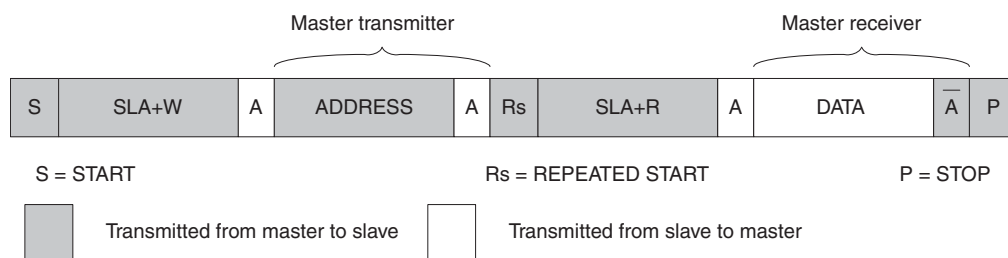 Master transmitter Master receiver
S SLA+W A ADDRESS A Rs SLA+R A DATA A̅ P
S = START Rs = REPEATED START P = STOP
Transmitted from master to slave Transmitted from slave to master